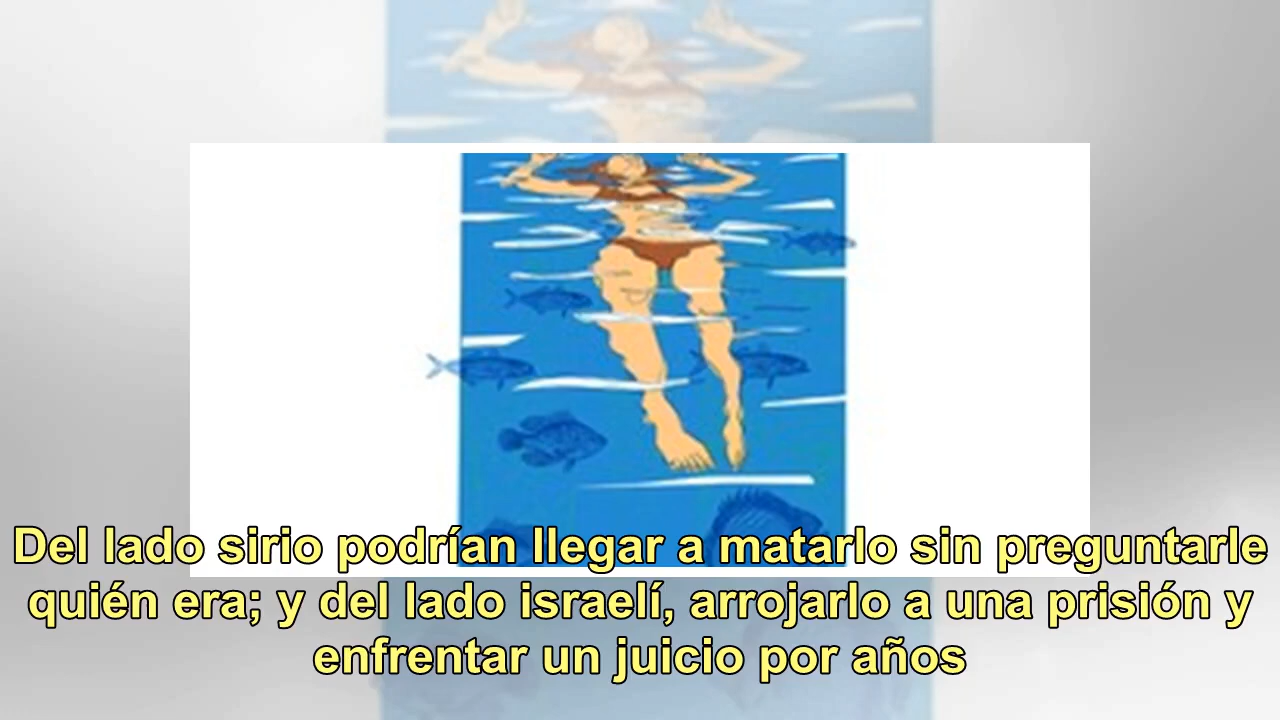 Del lado sirio podrían llegar a matarlo sin preguntarle
quién era; y del lado israelí, arrojarlo a una prisión y
enfrentar un juicio por años